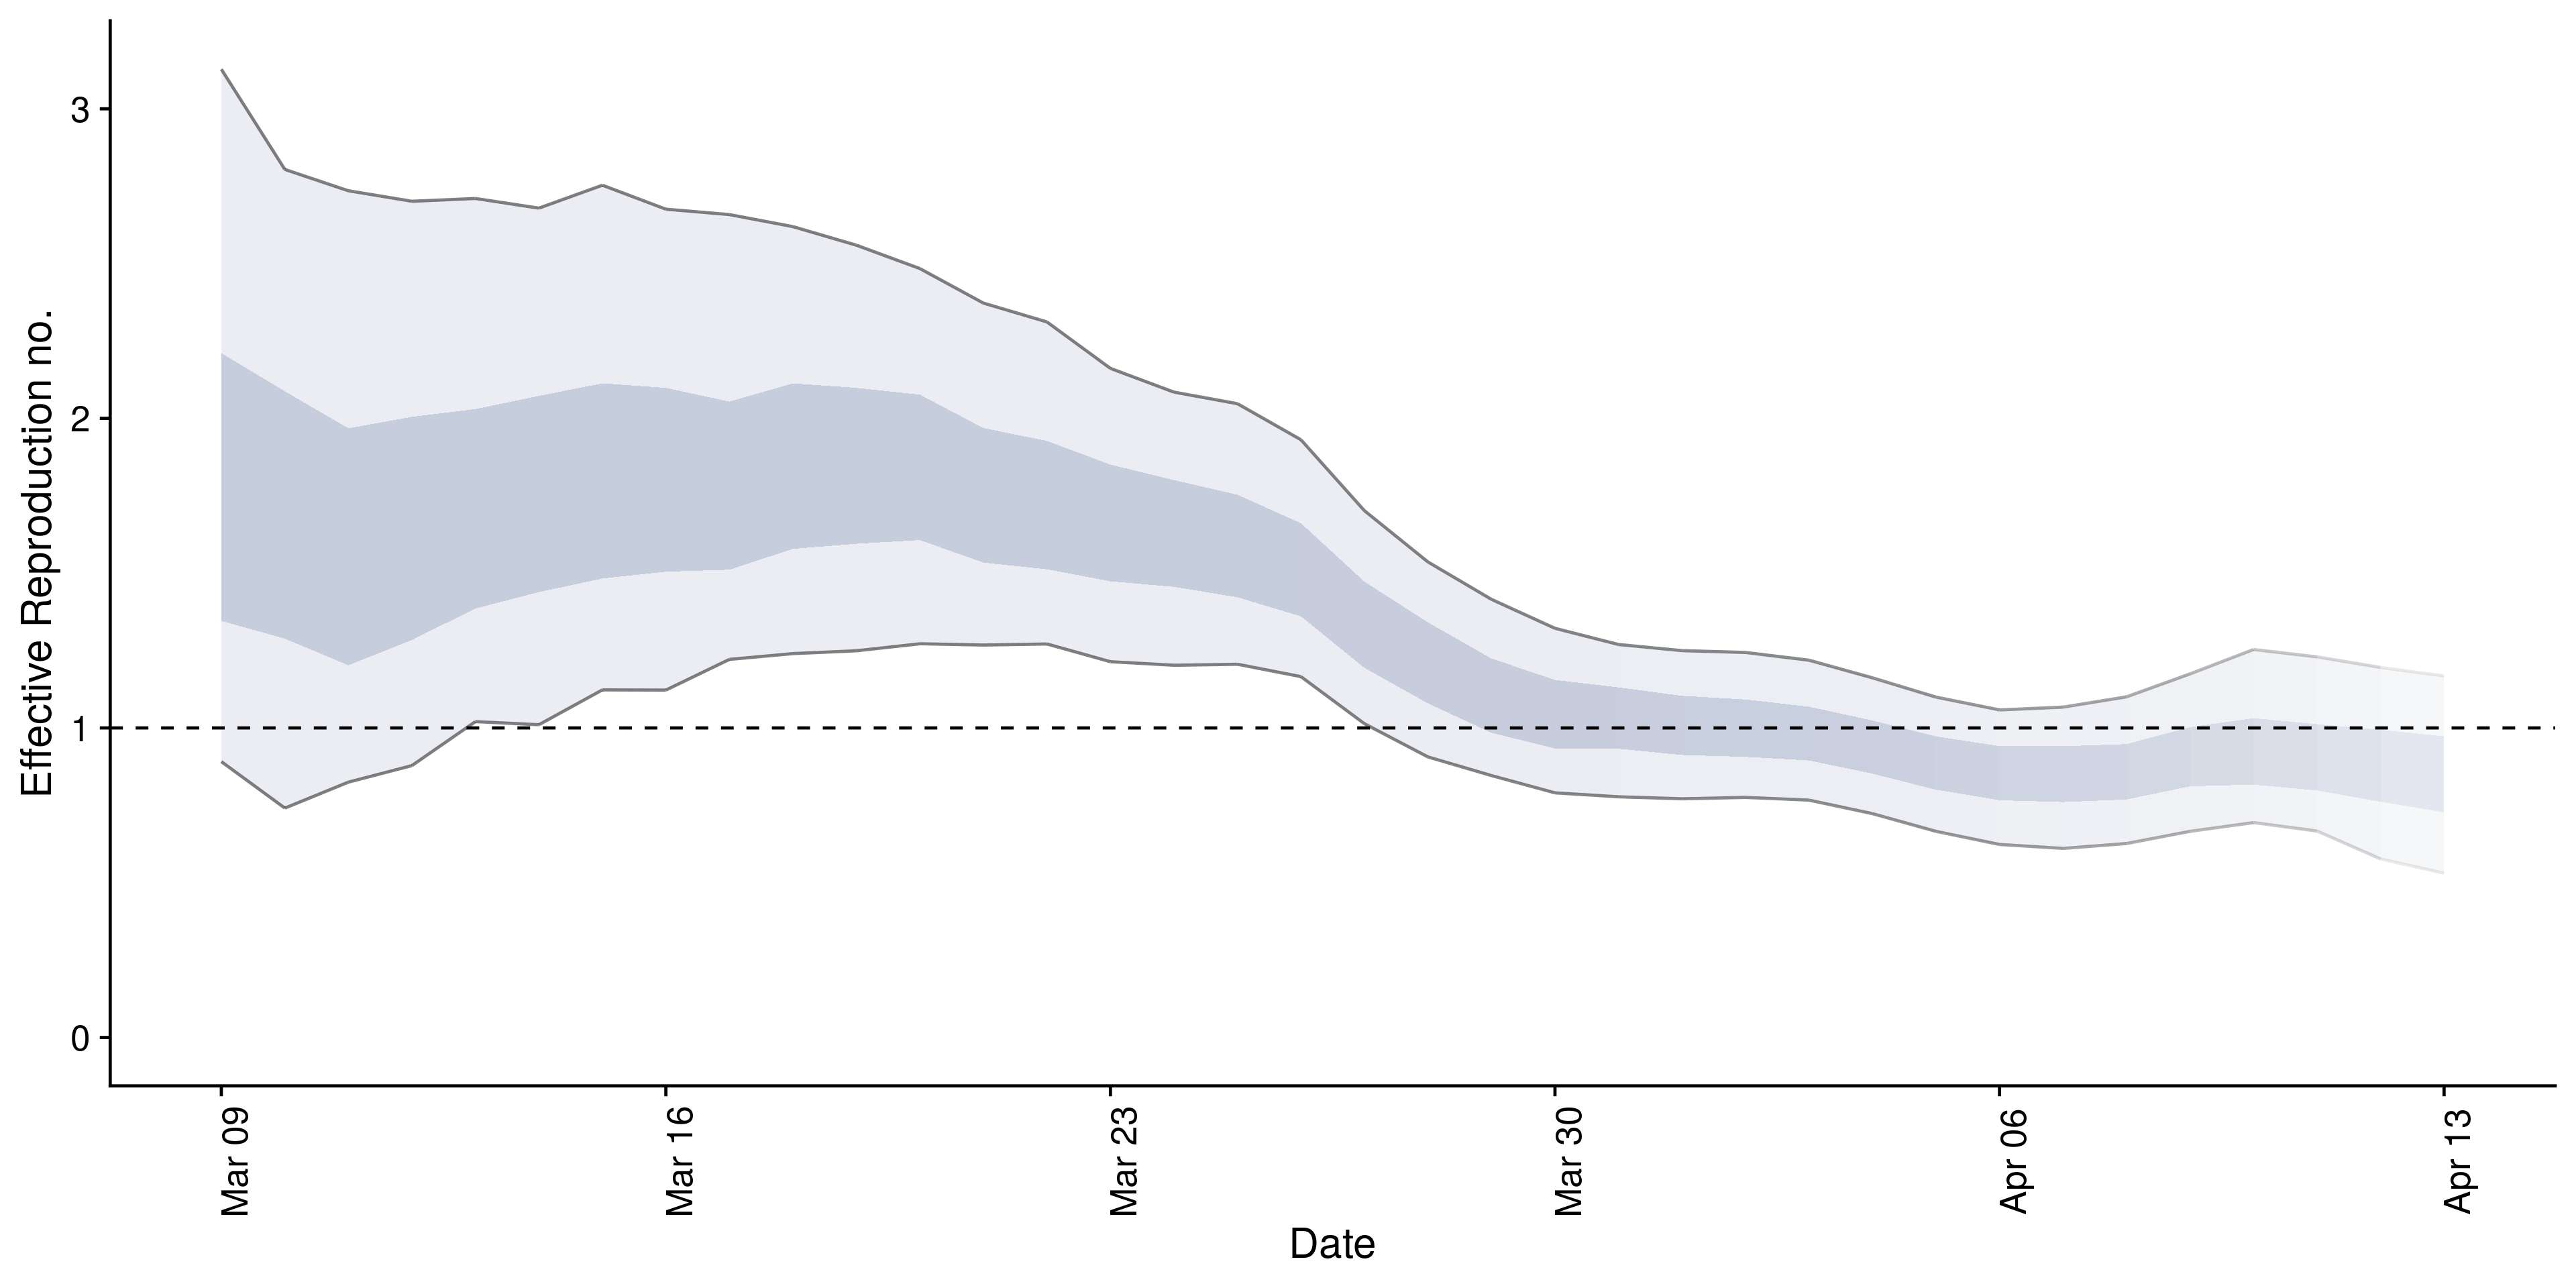 Effective Reproduction no.
3
2
1
0
Mar 09
Mar 16
Mar 23
Mar 30
Apr 06
Apr 13
Date